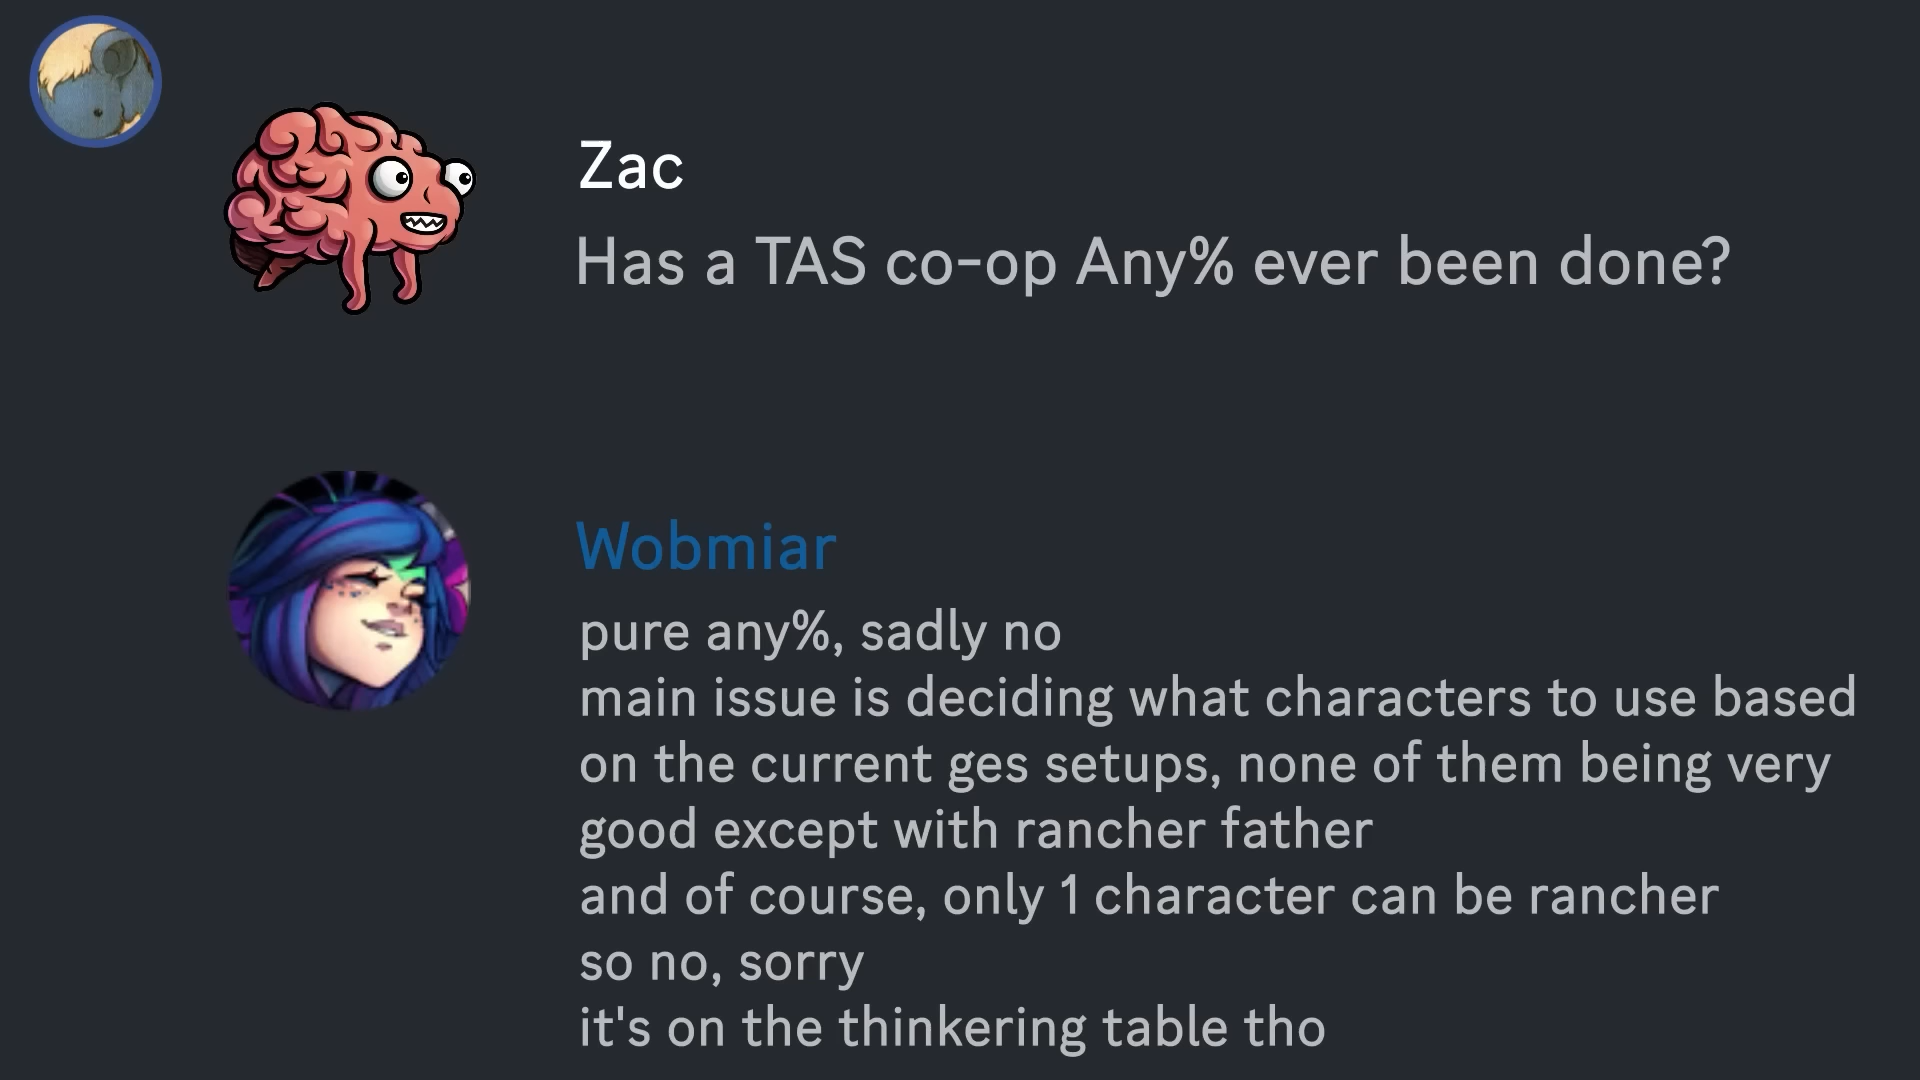 Zac
Has a TAS co-op Any% ever been done?
Wobmiar
pure any%, sadly no
main issue is deciding what characters to use based
on the current ges setups, none of them being very
good except with rancher father
and of course, only 1 character can be rancher
so no, sorry
it's on the thinkering table tho